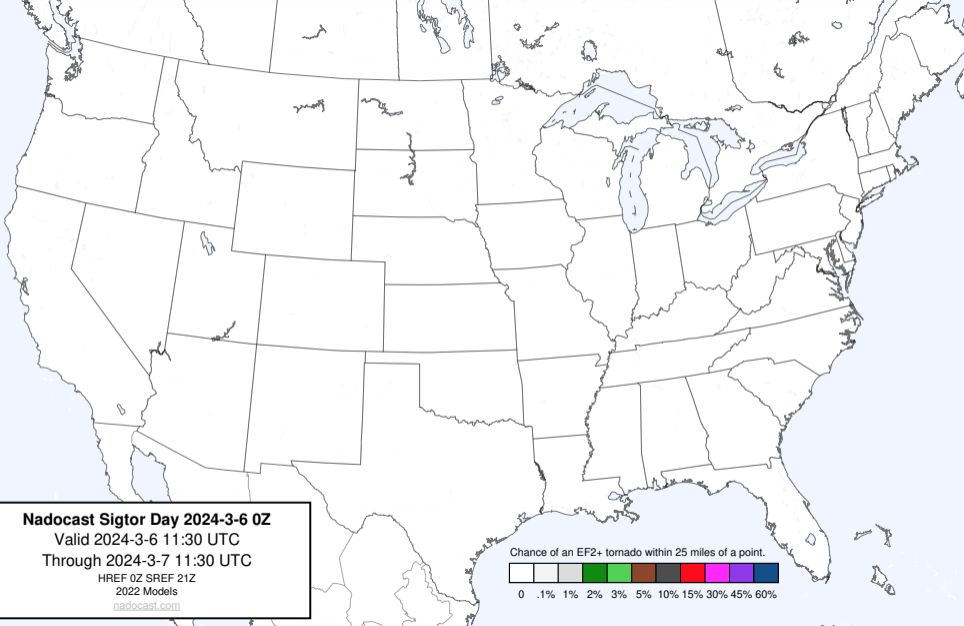 Nadocast Sigtor Day 2024-3-6 0Z
Valid 2024-3-6 11:30 UTC
Through 2024-3-7 11:30 UTC
HREF 0Z SREF 21Z
2022 Models
nadocast.com
Chance of an EF2+ tornado within 25 miles of a point.
0 .1% 1% 2% 3% 5% 10% 15% 30% 45% 60%